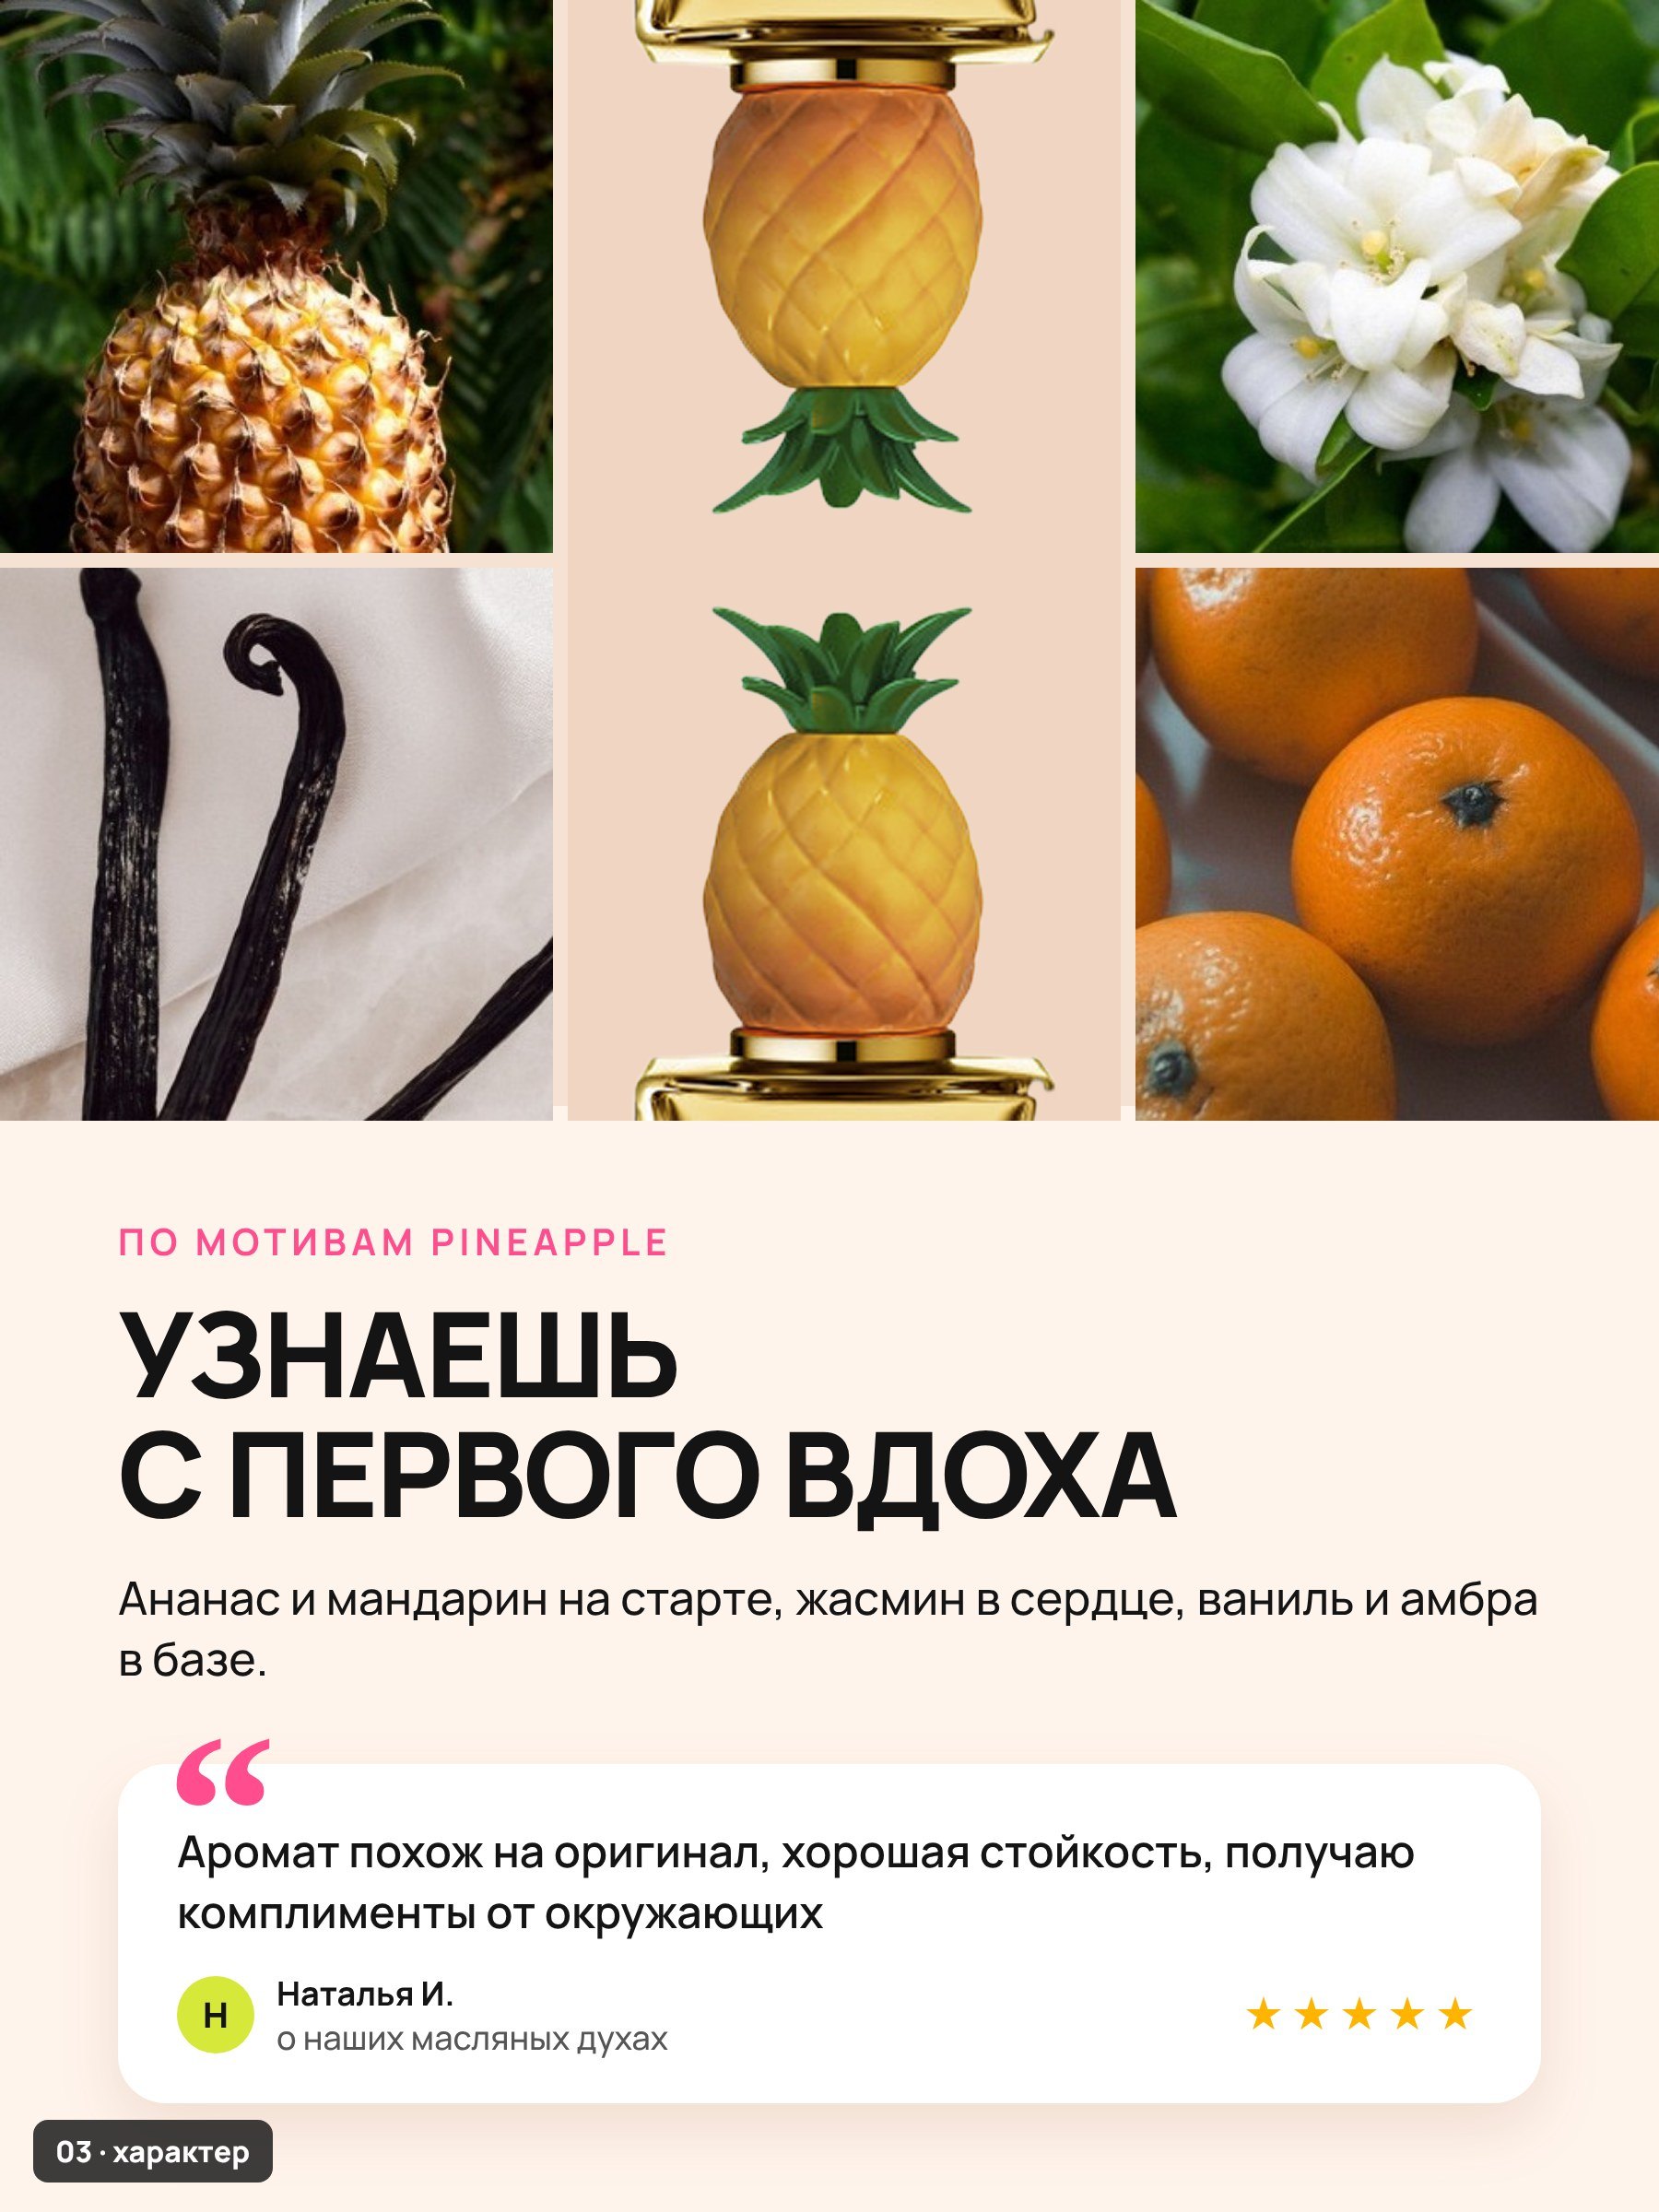 ПО МОТИВАМ PINEAPPLE
УЗНАЕШЬ
С ПЕРВОГО ВДОХА
Ананас и мандарин на старте, жасмин в сердце, ваниль и амбра
в базе.
“
Аромат похож на оригинал, хорошая стойкость, получаю
комплименты от окружающих
Н
Наталья И.
о наших масляных духах
★★★★★
03 · характер